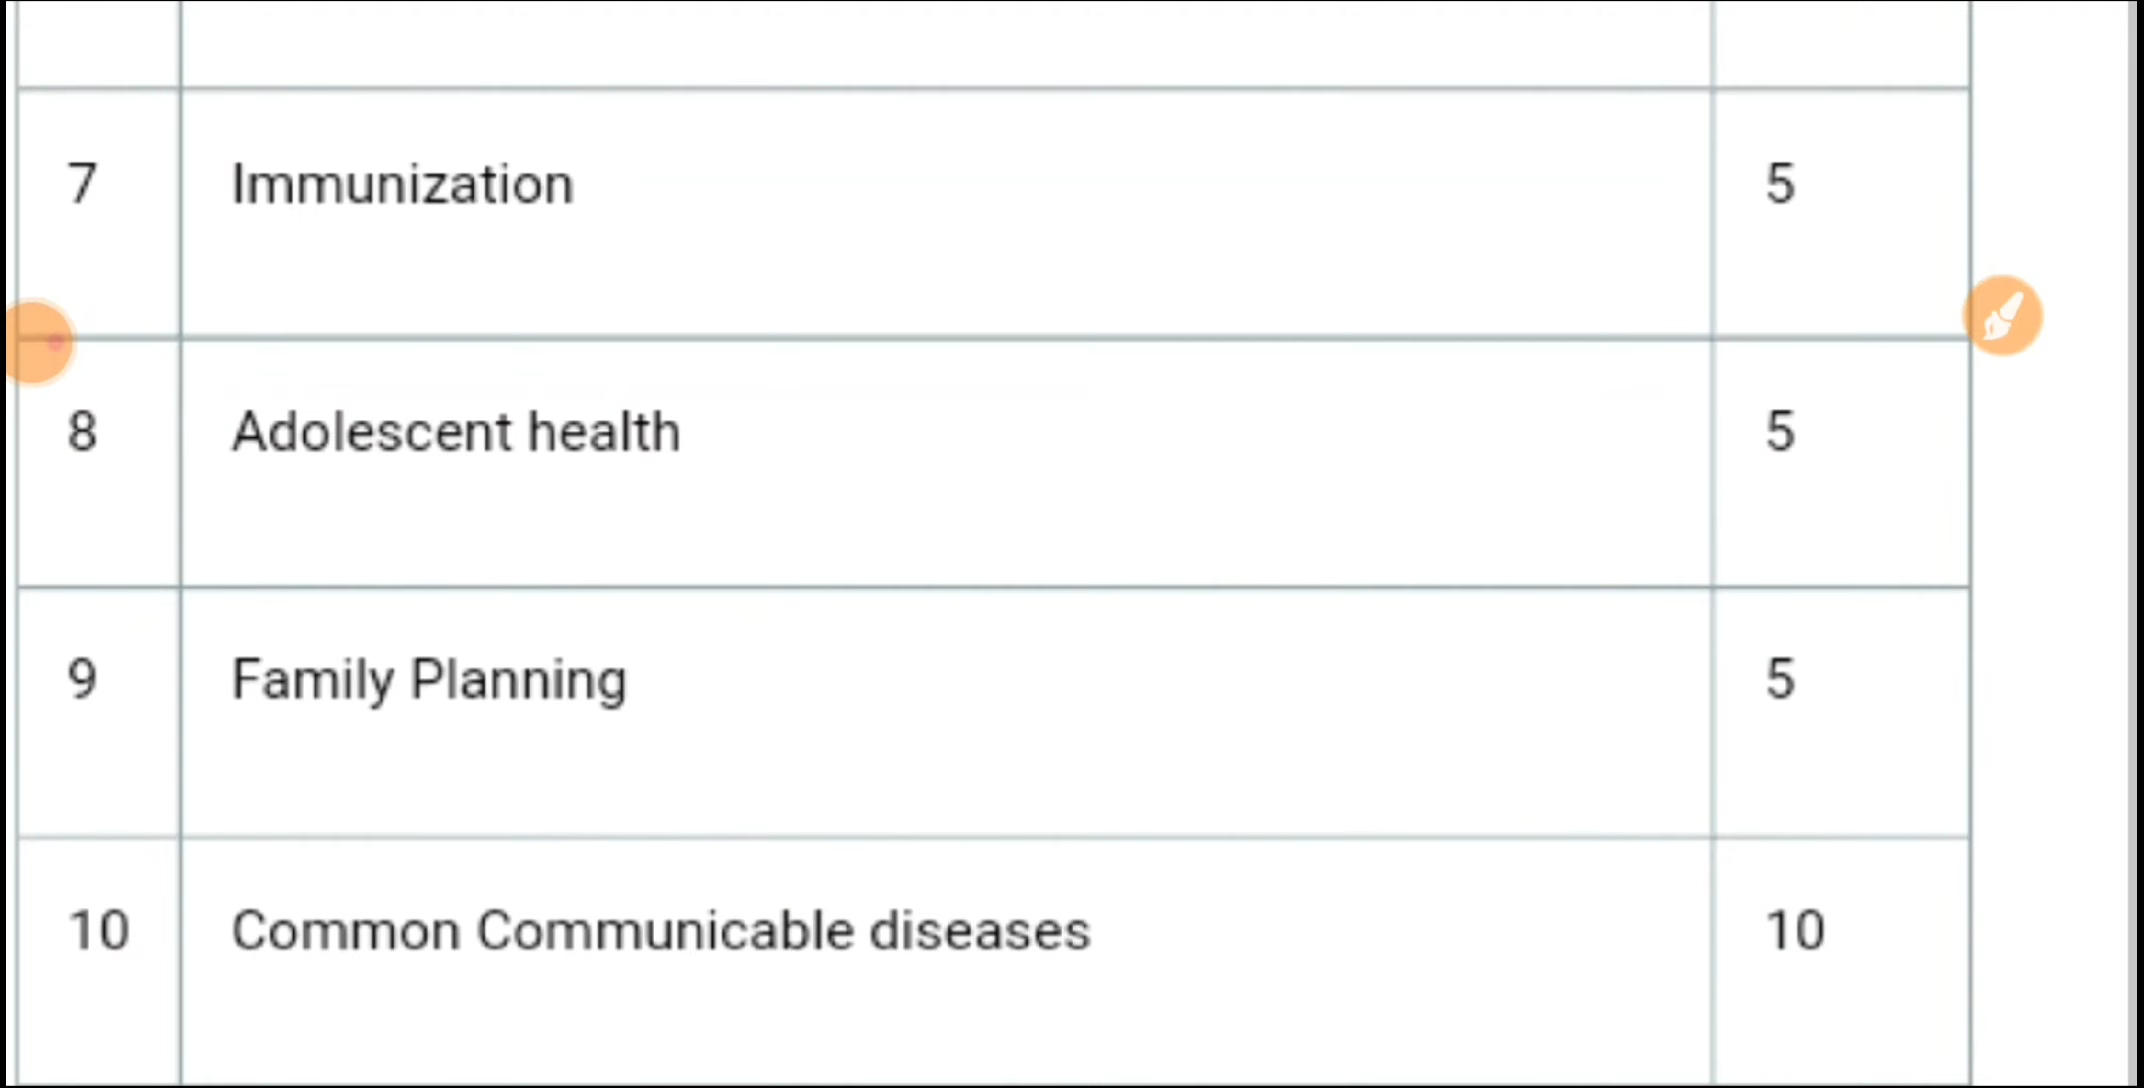 7 Immunization 5
8 Adolescent health 5
9 Family Planning 5
10 Common Communicable diseases 10